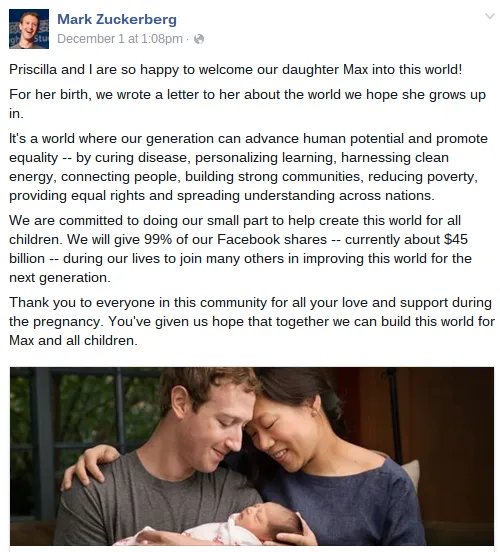 Mark Zuckerberg
December 1 at 1:08pm ·
Priscilla and I are so happy to welcome our daughter Max into this world!
For her birth, we wrote a letter to her about the world we hope she grows up
in.
It's a world where our generation can advance human potential and promote
equality -- by curing disease, personalizing learning, harnessing clean
energy, connecting people, building strong communities, reducing poverty,
providing equal rights and spreading understanding across nations.
We are committed to doing our small part to help create this world for all
children. We will give 99% of our Facebook shares -- currently about $45
billion -- during our lives to join many others in improving this world for the
next generation.
Thank you to everyone in this community for all your love and support during
the pregnancy. You've given us hope that together we can build this world for
Max and all children.